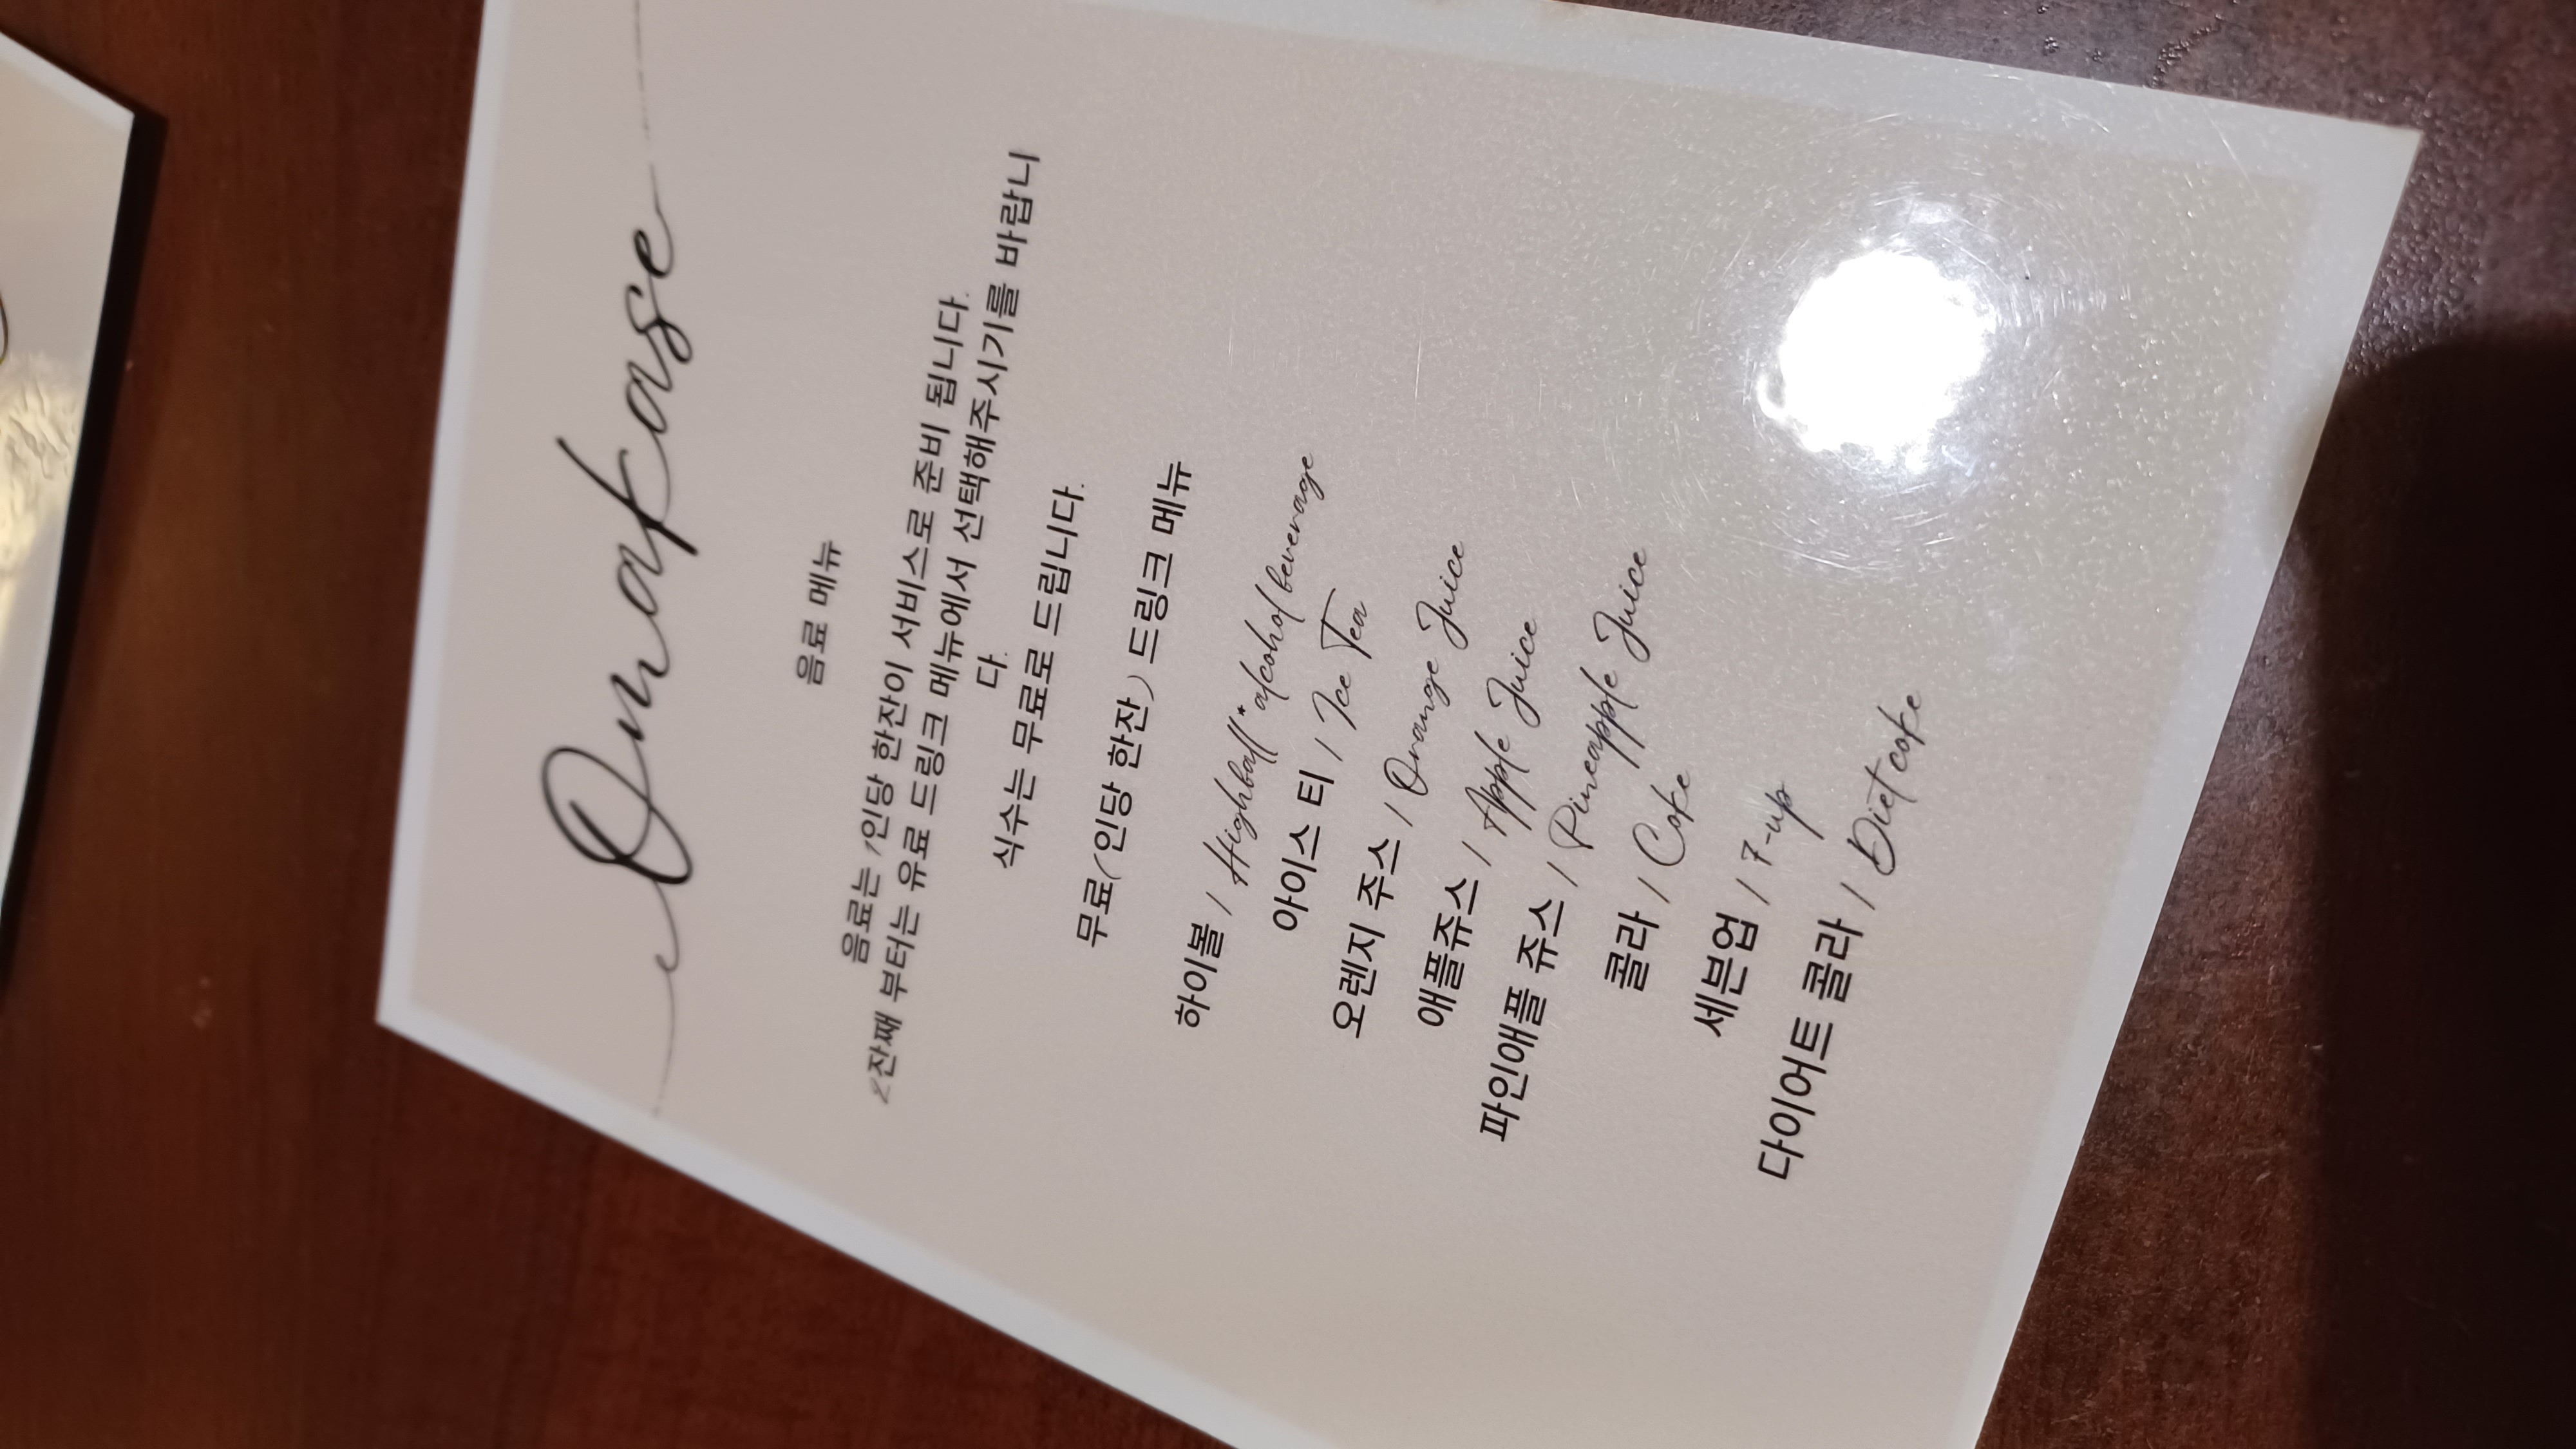 Omakase
음료 메뉴
음료는 1인당 한잔이 서비스로 준비 됩니다.
2잔째 부터는 유료 드링크 메뉴에서 선택해주시기를 바랍니
다.
식수는 무료로 드립니다.
무료(인당 한잔) 드링크 메뉴
하이볼 / Highball*alcohol beverage
아이스 티 / Ice Tea
오렌지 주스 / Orange Juice
애플쥬스 / Apple Juice
파인애플 쥬스 / Pineapple Juice
콜라 / Coke
세븐업 / 7-up
다이어트 콜라 / Diet coke